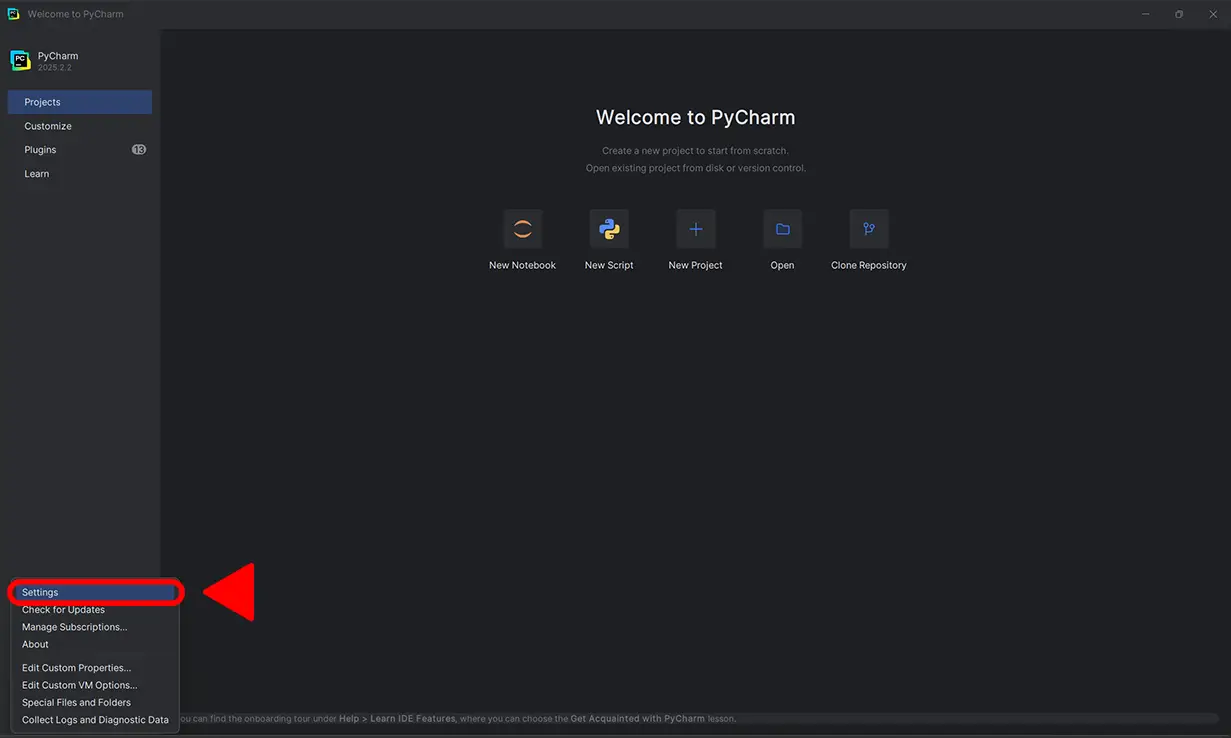 Welcome to PyCharm
PyCharm
2025.2.2
Projects
Customize
Plugins 13
Learn
Welcome to PyCharm
Create a new project to start from scratch.
Open existing project from disk or version control.
New Notebook New Script New Project Open Clone Repository
Settings
Check for Updates
Manage Subscriptions...
About
Edit Custom Properties...
Edit Custom VM Options...
Special Files and Folders
Collect Logs and Diagnostic Data
can find the onboarding tour under Help > Learn IDE Features, where you can choose the Get Acquainted with PyCharm lesson.